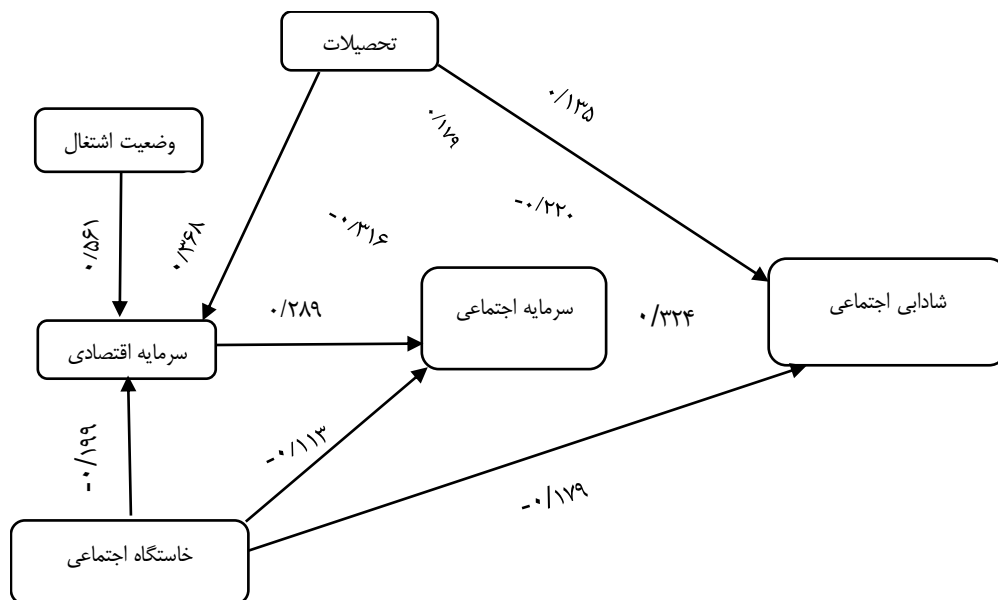 تحصیلات
۰/۱۳۵
۰/۱۷۹
وضعیت اشتغال
-۰/۲۲۰
-۰/۳۱۶
۰/۵۶۱
۰/۳۶۸
شادابی اجتماعی
سرمایه اجتماعی
۰/۲۸۹
۰/۳۲۴
سرمایه اقتصادی
-۰/۱۱۳
-۰/۱۹۹
-۰/۱۷۹
خاستگاه اجتماعی